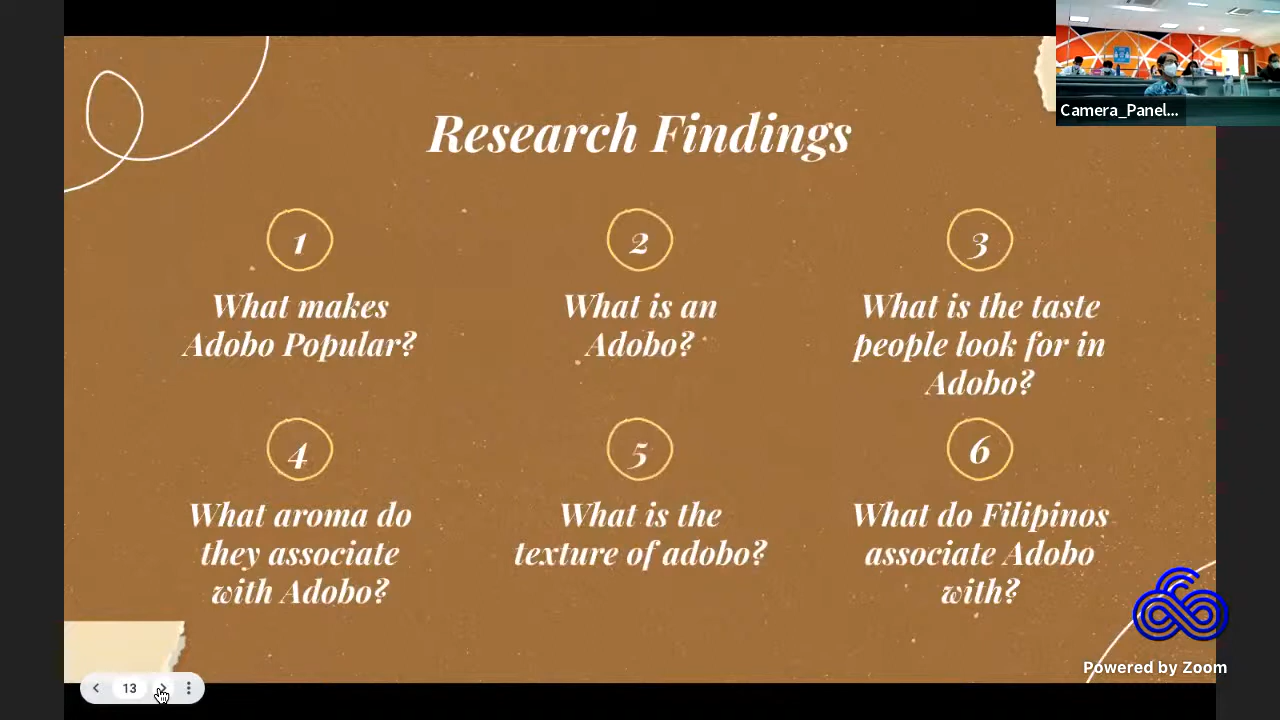 Camera_Panel...
Research Findings
1
What makes
Adobo Popular?
2
What is an
Adobo?
3
What is the taste
people look for in
Adobo?
4
What aroma do
they associate
with Adobo?
5
What is the
texture of adobo?
6
What do Filipinos
associate Adobo
with?
Powered by Zoom
13